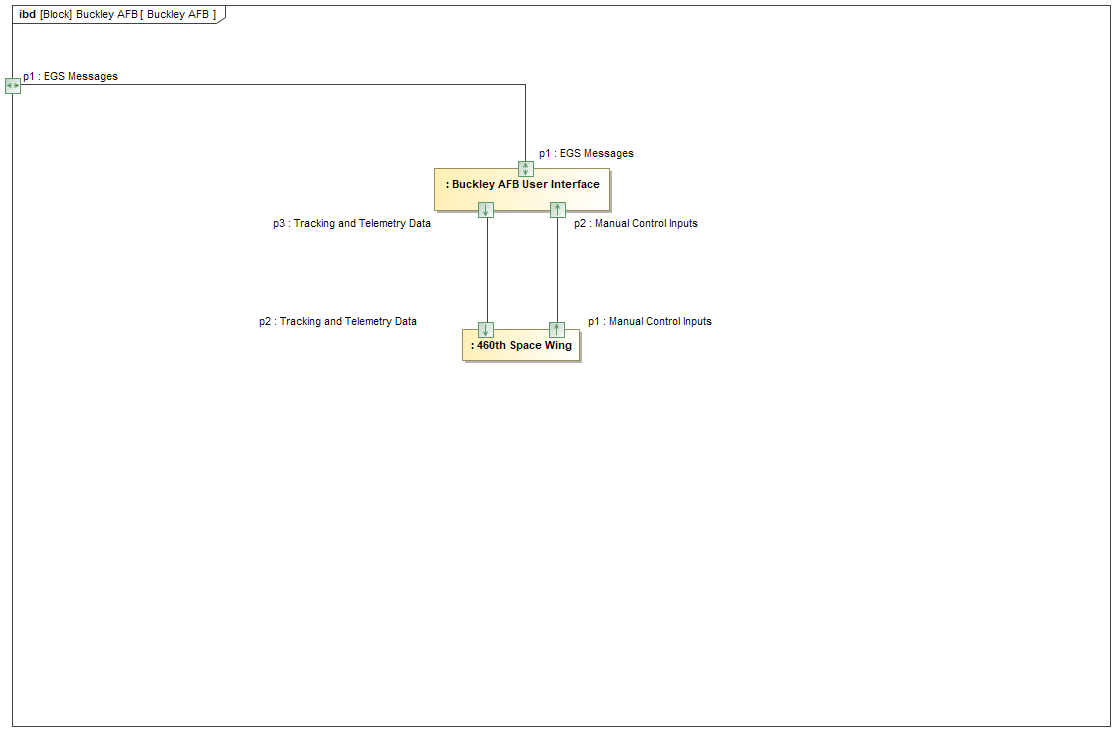 ibd [Block] Buckley AFB [ Buckley AFB ]
p1 : EGS Messages
p1 : EGS Messages
: Buckley AFB User Interface
p3 : Tracking and Telemetry Data
p2 : Manual Control Inputs
p2 : Tracking and Telemetry Data
p1 : Manual Control Inputs
: 460th Space Wing